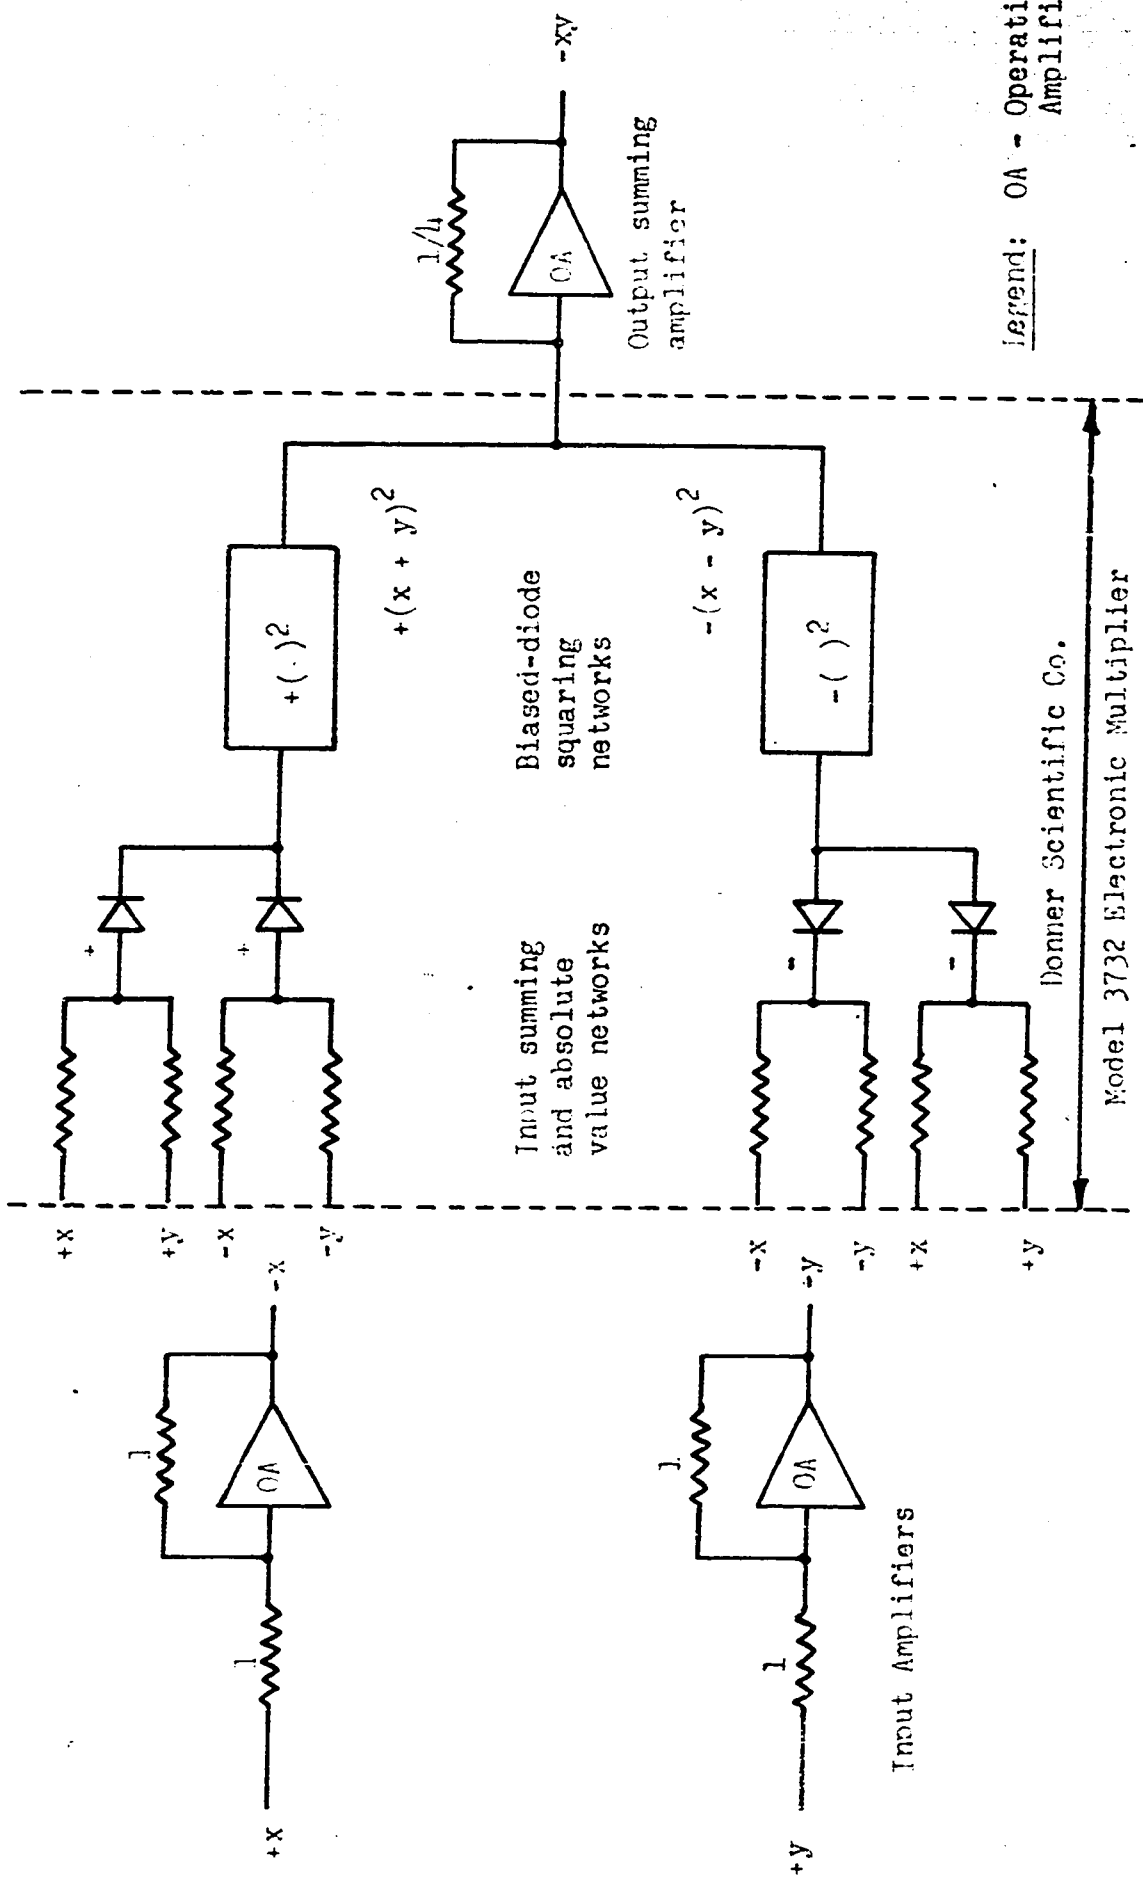 +x
1
1
OA
-x
+y
1
1
OA
-y
Input Amplifiers
+x
+y
-x
-y
-x
-y
+x
+y
+
+
-
-
Input summing
and absolute
value networks
+(·)²
-( )²
Biased-diode
squaring
networks
+(x + y)²
-(x - y)²
Donner Scientific Co.
Model 3732 Electronic Multiplier
1/4
OA
-xy
Output summing
amplifier
Legend: OA - Operati
Amplifi